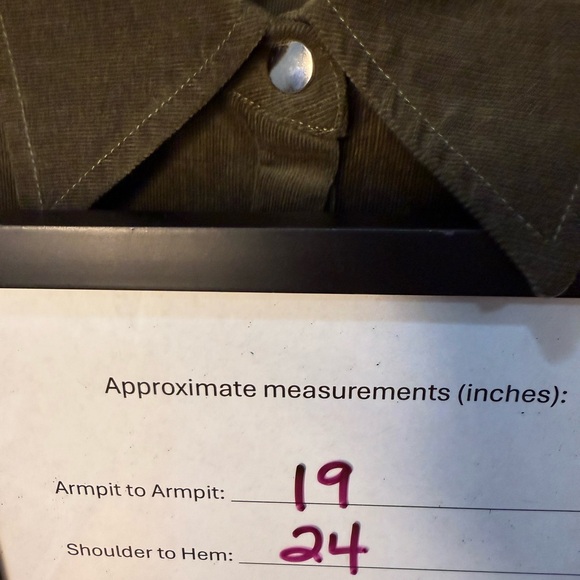 Approximate measurements (inches):
Armpit to Armpit: 19
Shoulder to Hem: 24